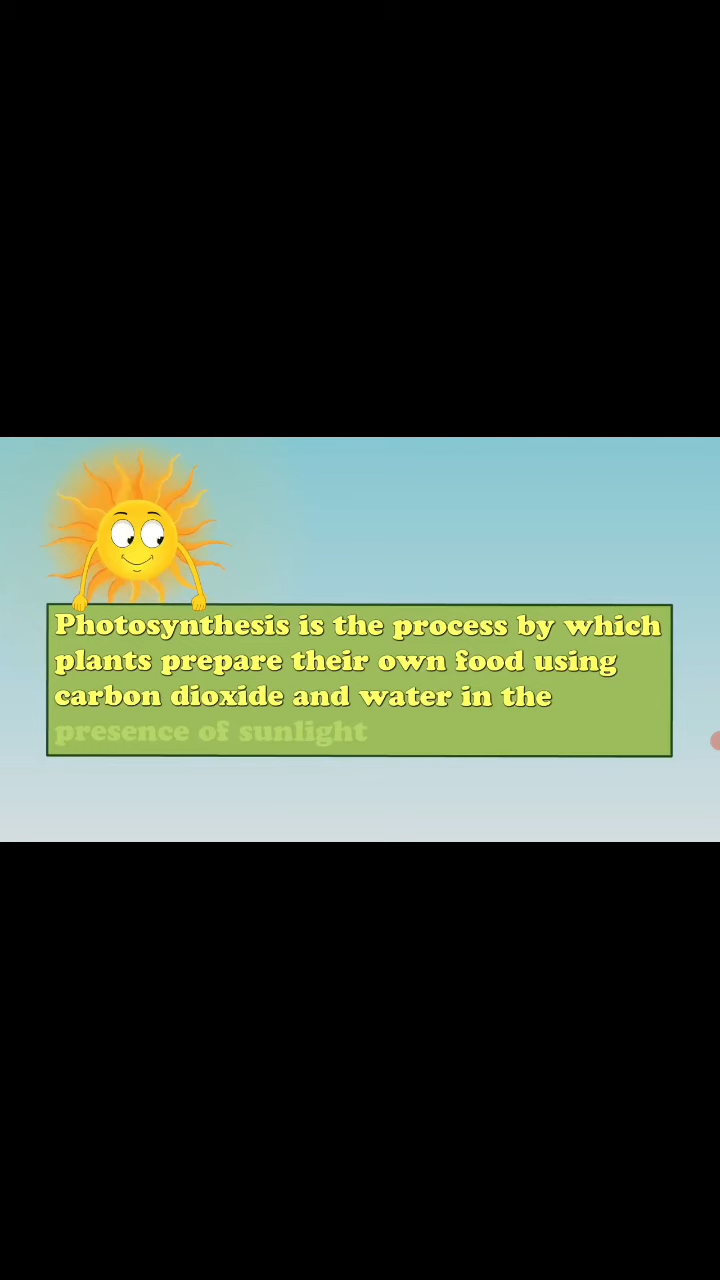 Photosynthesis is the process by which
plants prepare their own food using
carbon dioxide and water in the
presence of sunlight